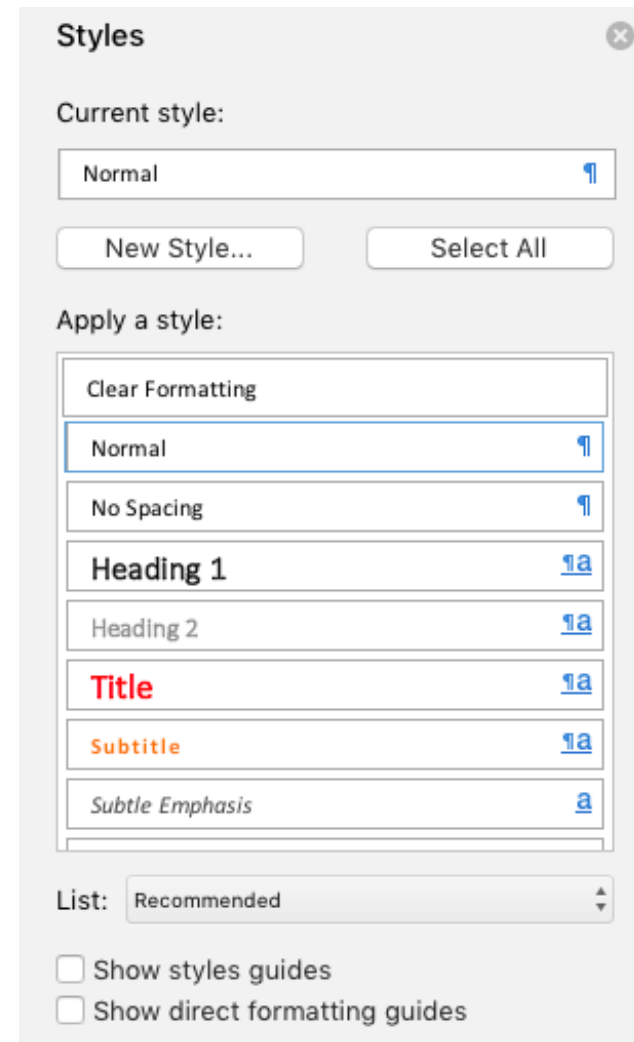 Styles
Current style:
Normal ¶
New Style... Select All
Apply a style:
Clear Formatting
Normal ¶
No Spacing ¶
Heading 1 ¶a
Heading 2 ¶a
Title ¶a
Subtitle ¶a
Subtle Emphasis a
List: Recommended
Show styles guides
Show direct formatting guides